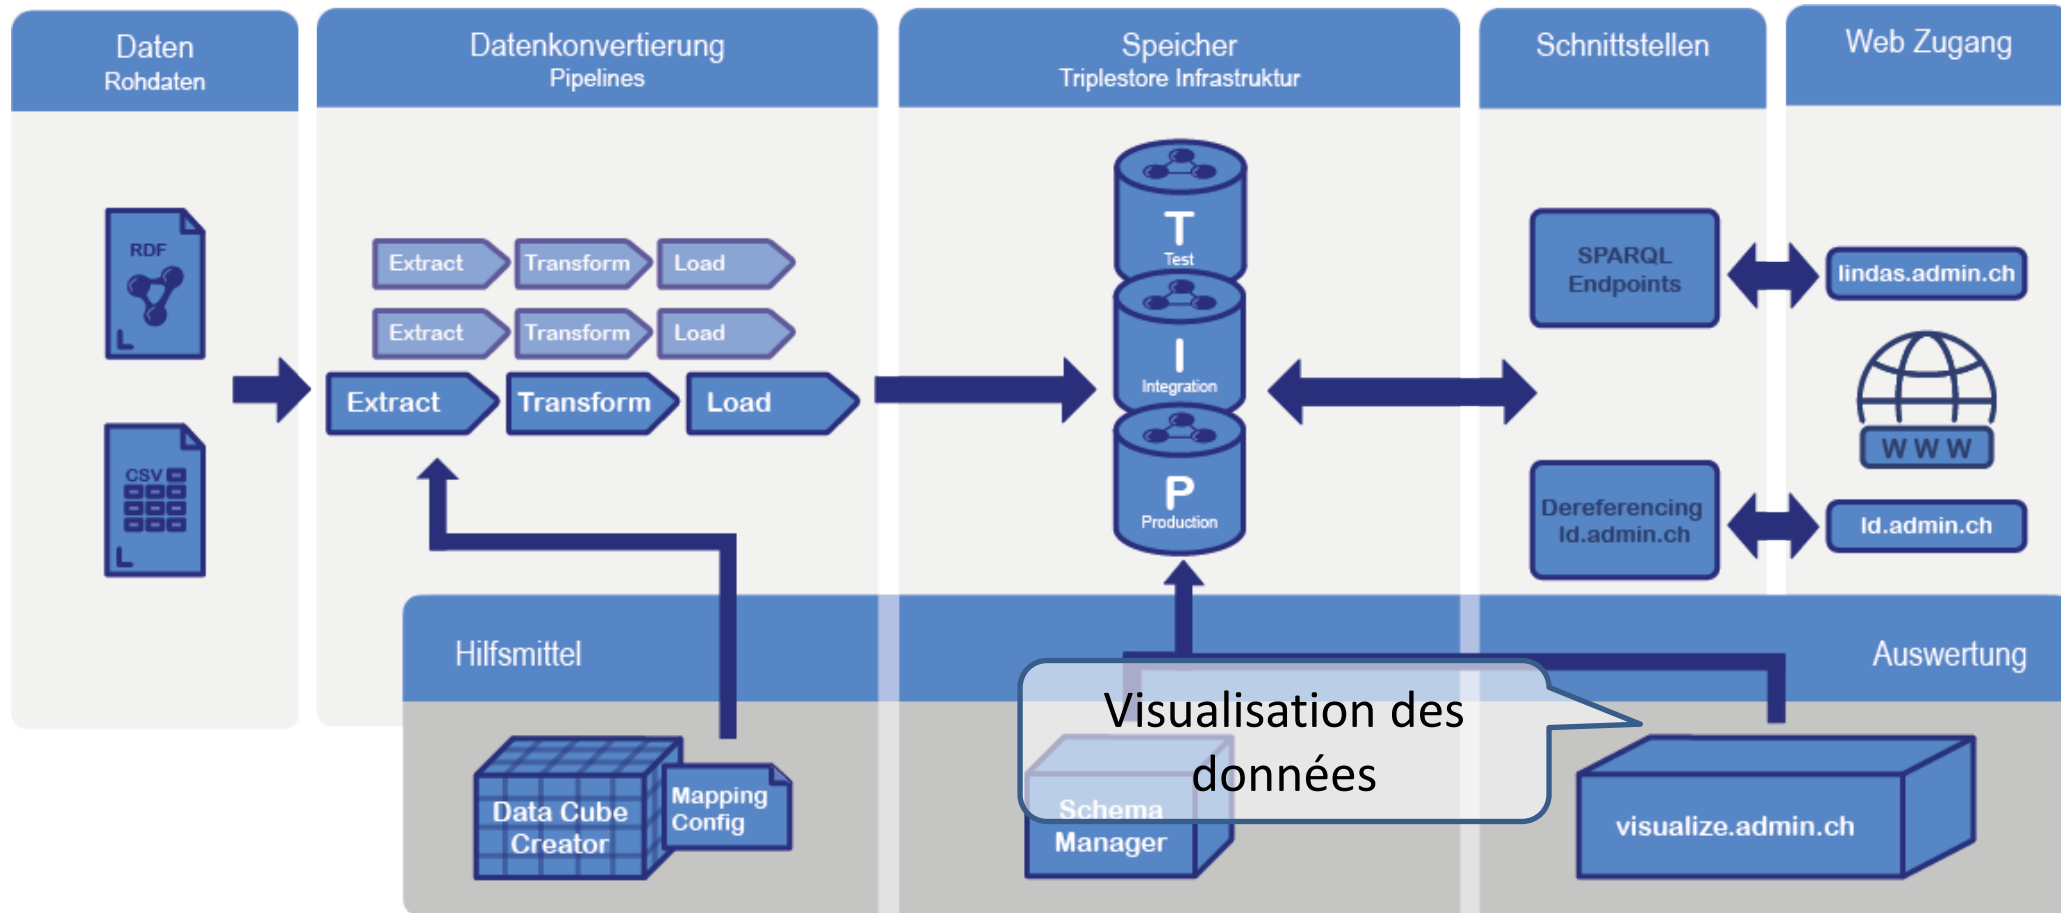 Daten
Rohdaten
Datenkonvertierung
Pipelines
Speicher
Triplestore Infrastruktur
Schnittstellen
Web Zugang
RDF
CSV
Extract
Transform
Load
Extract
Transform
Load
Extract
Transform
Load
T
Test
I
Integration
P
Production
SPARQL
Endpoints
Dereferencing
ld.admin.ch
lindas.admin.ch
WWW
ld.admin.ch
Hilfsmittel
Auswertung
Data Cube
Creator
Mapping
Config
Visualisation des
données
Schema
Manager
visualize.admin.ch